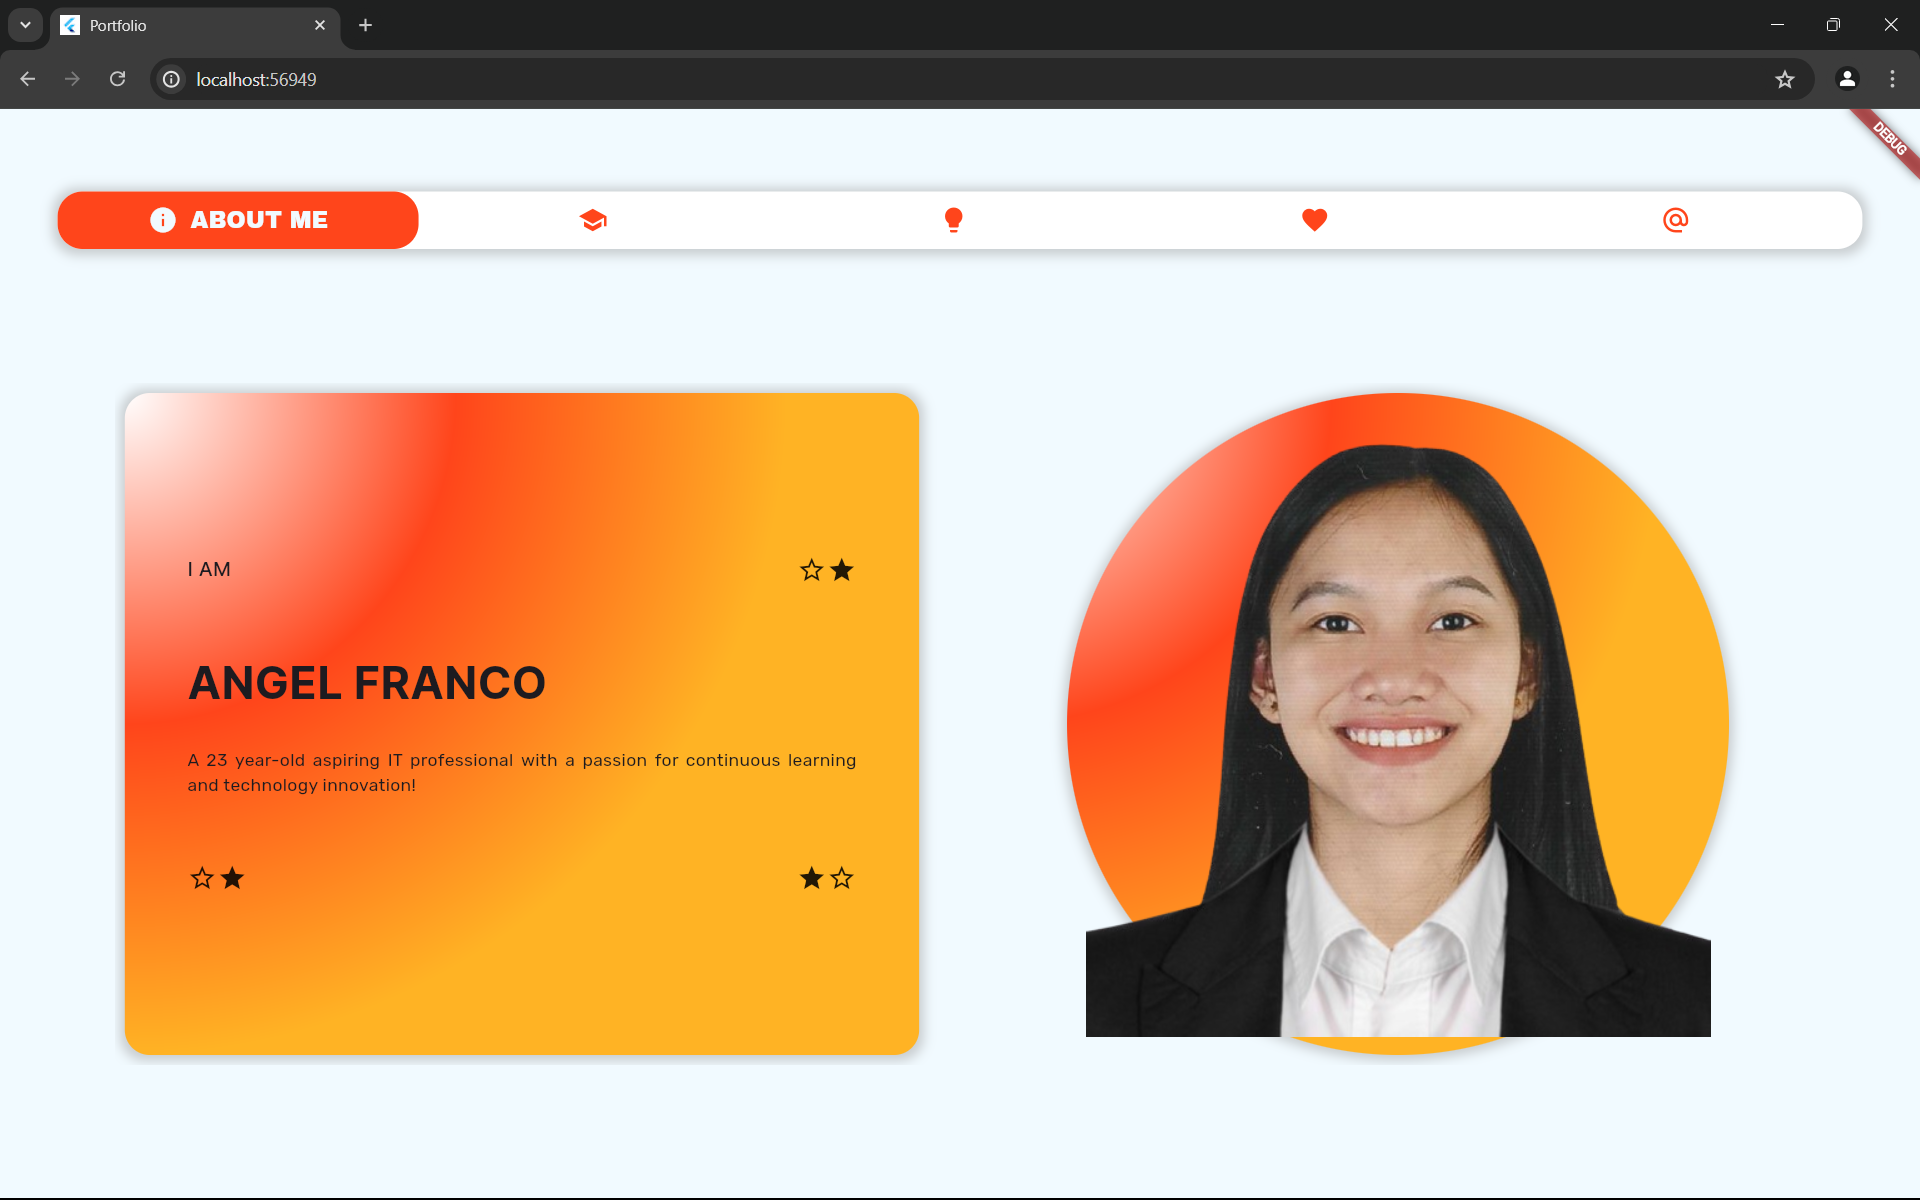 Portfolio
localhost:56949
DEBUG
ABOUT ME
I AM
ANGEL FRANCO
A 23 year-old aspiring IT professional with a passion for continuous learning
and technology innovation!